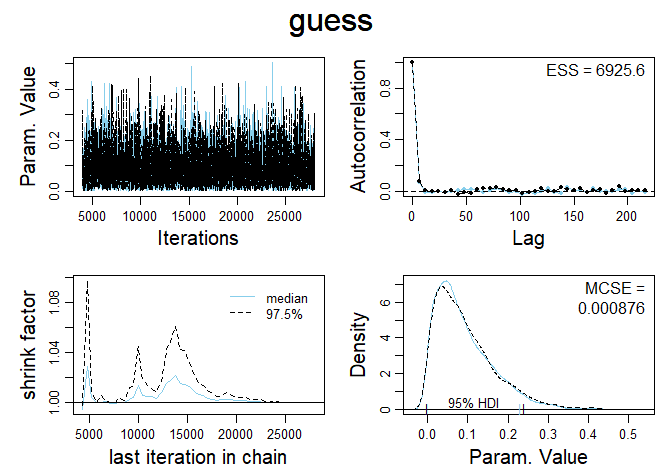 guess
Param. Value
0.0 0.2 0.4
5000 10000 15000 20000 25000
Iterations
Autocorrelation
0.0 0.4 0.8
ESS = 6925.6
0 50 100 150 200
Lag
shrink factor
1.00 1.04 1.08
median
97.5%
5000 10000 15000 20000 25000
last iteration in chain
Density
0 2 4 6
MCSE =
0.000876
95% HDI
0.0 0.1 0.2 0.3 0.4 0.5
Param. Value